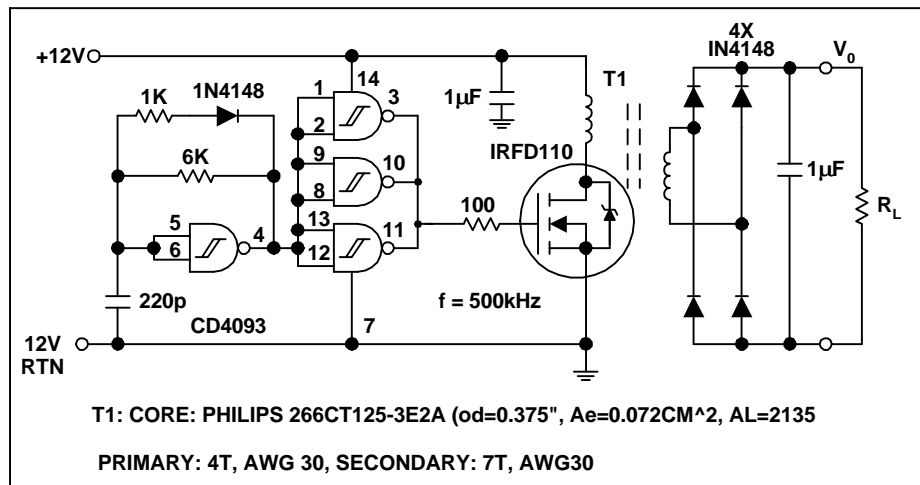 +12V
1K
1N4148
6K
5
6
4
220p
CD4093
12V
RTN
14
1
2
3
9
8
10
13
12
11
7
1μF
T1
IRFD110
100
f = 500kHz
4X
IN4148
V0
1μF
RL
T1: CORE: PHILIPS 266CT125-3E2A (od=0.375", Ae=0.072CM^2, AL=2135
PRIMARY: 4T, AWG 30, SECONDARY: 7T, AWG30